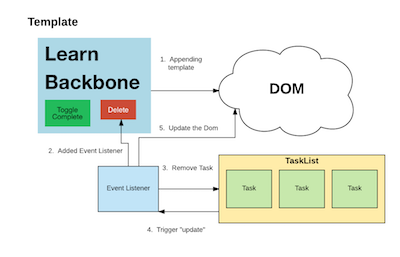 Template
Learn
Backbone
Toggle
Complete
Delete
1. Appending
template
DOM
5. Update the Dom
2. Added Event Listener
3. Remove Task
Event Listener
TaskList
Task
Task
Task
4. Trigger "update"